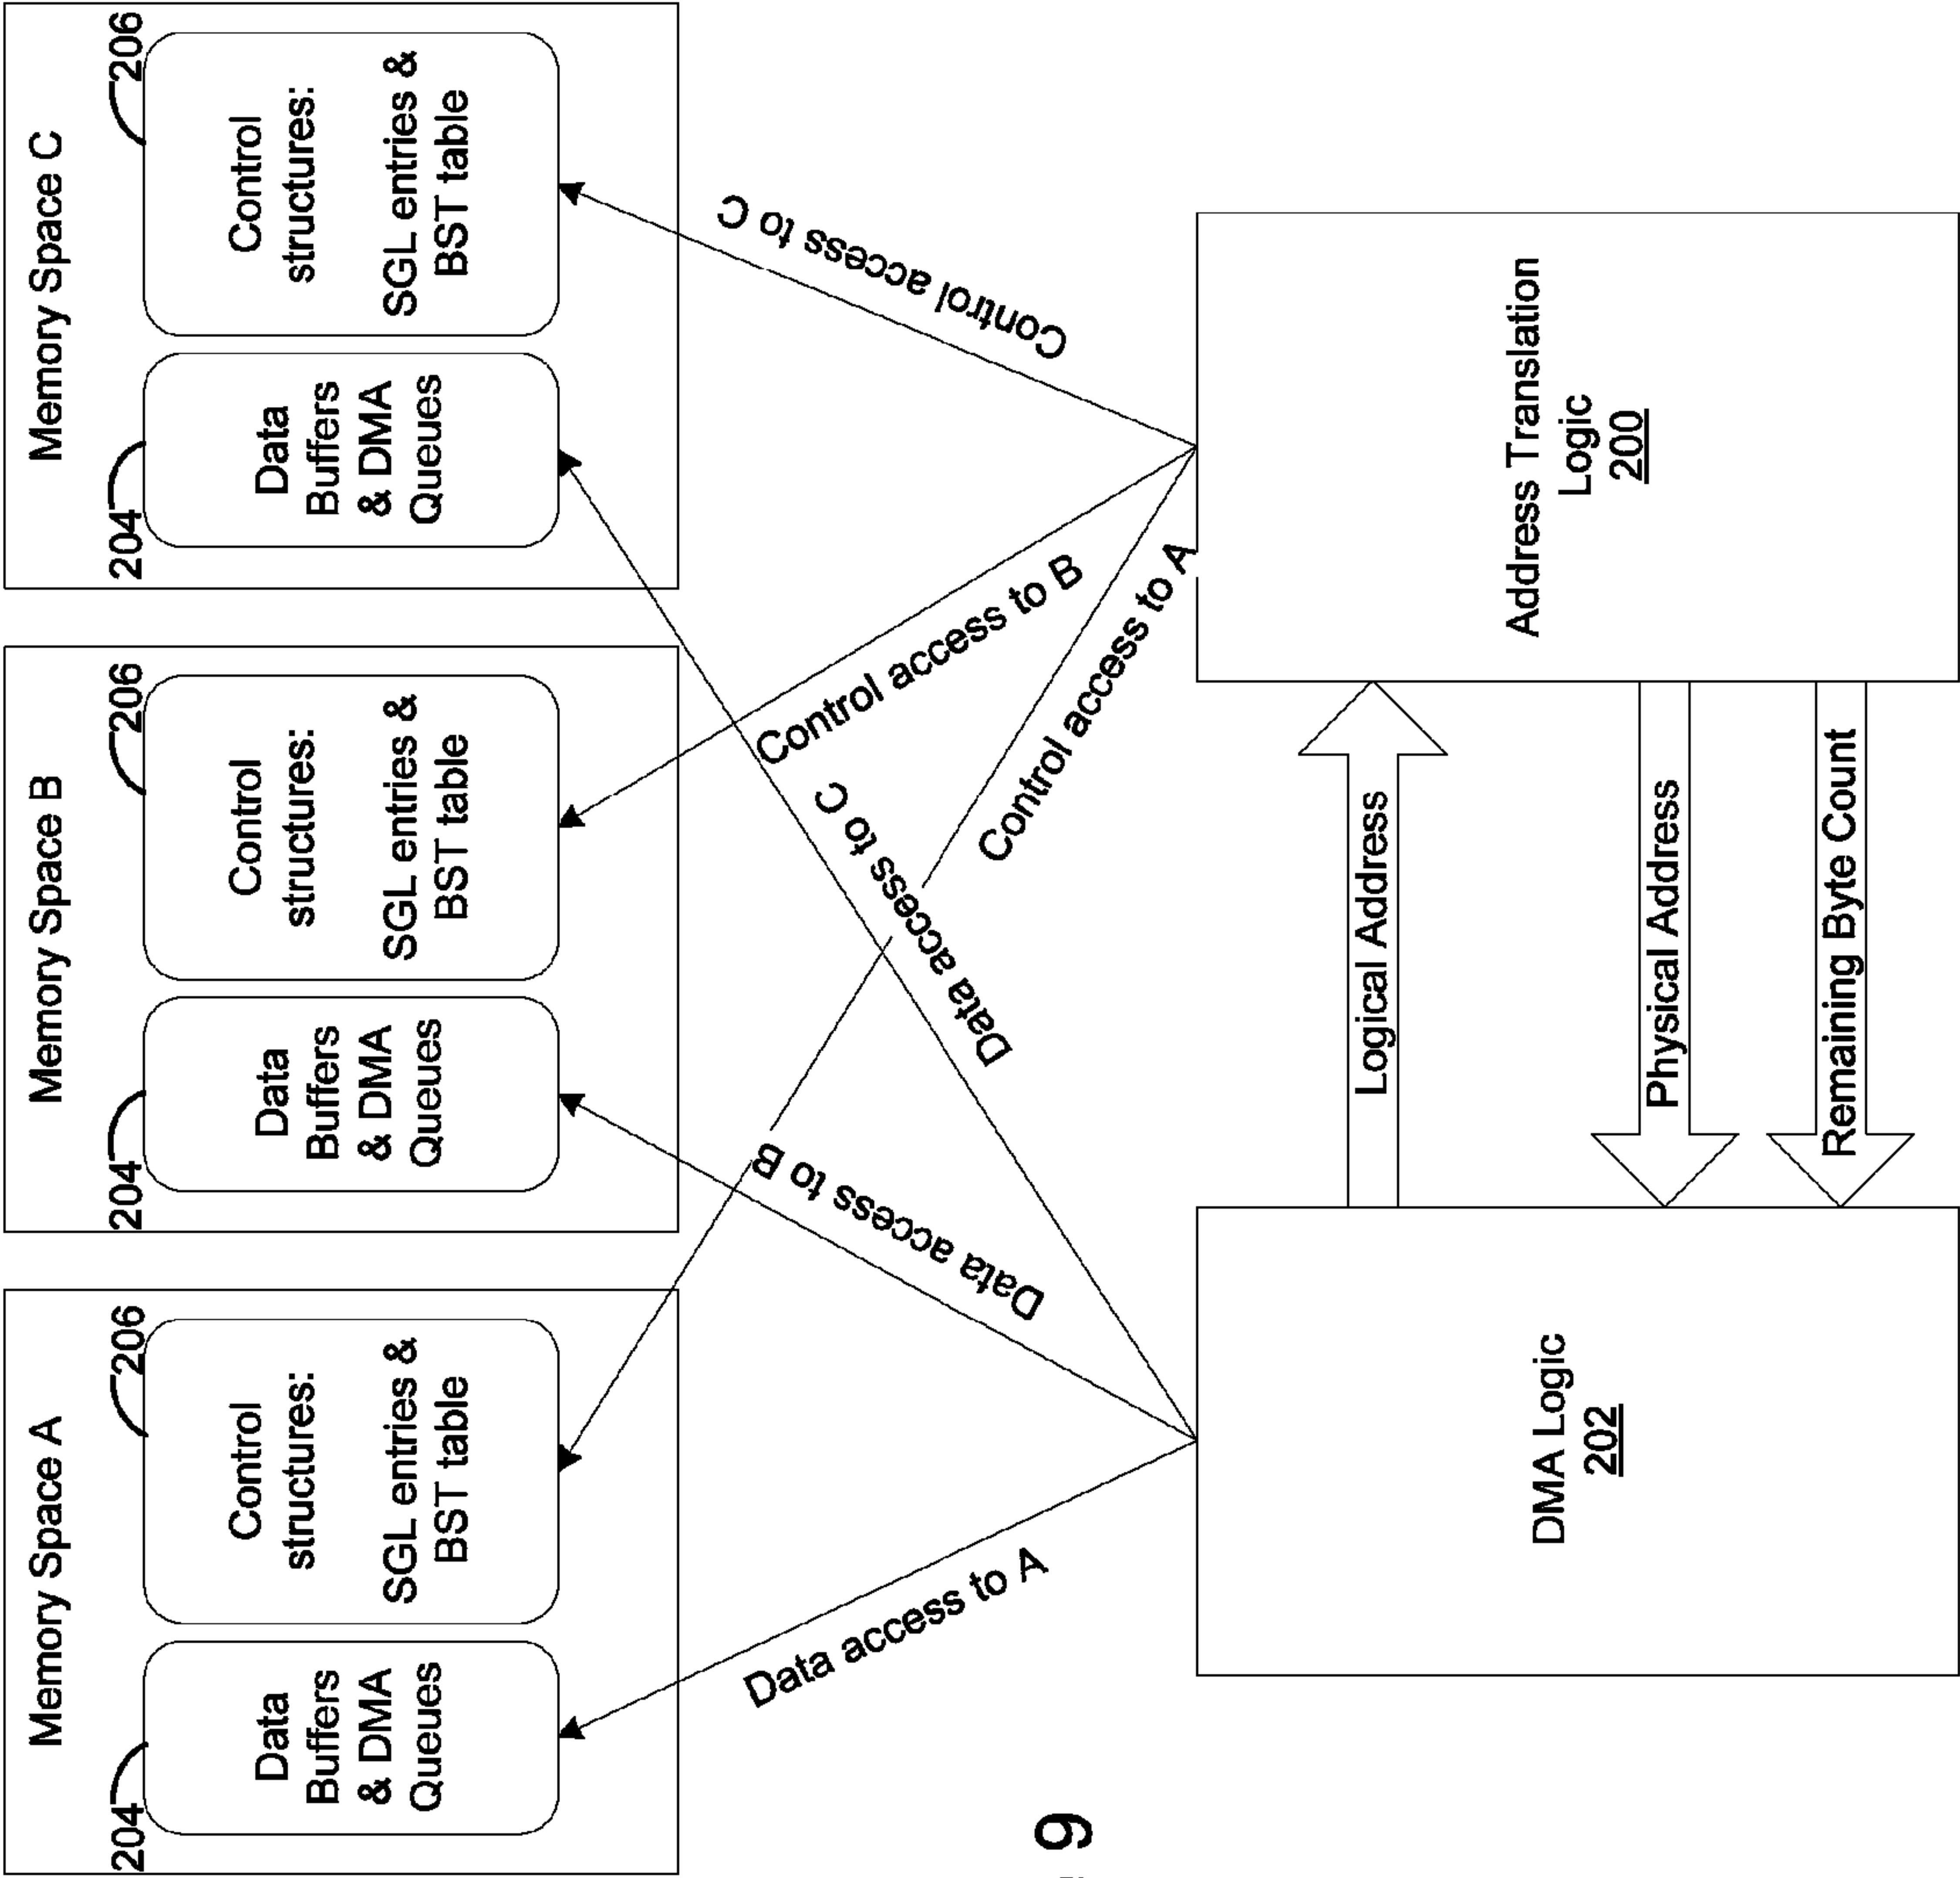 Memory Space A
204
206
Data
Buffers
& DMA
Queues
Control
structures:
SGL entries &
BST table
Memory Space B
204
206
Data
Buffers
& DMA
Queues
Control
structures:
SGL entries &
BST table
Memory Space C
204
206
Data
Buffers
& DMA
Queues
Control
structures:
SGL entries &
BST table
Data access to A
Data access to B
Data access to C
Control access to A
Control access to B
Control access to C
DMA Logic
202
Logical Address
Physical Address
Remaining Byte Count
Address Translation
Logic
200
9